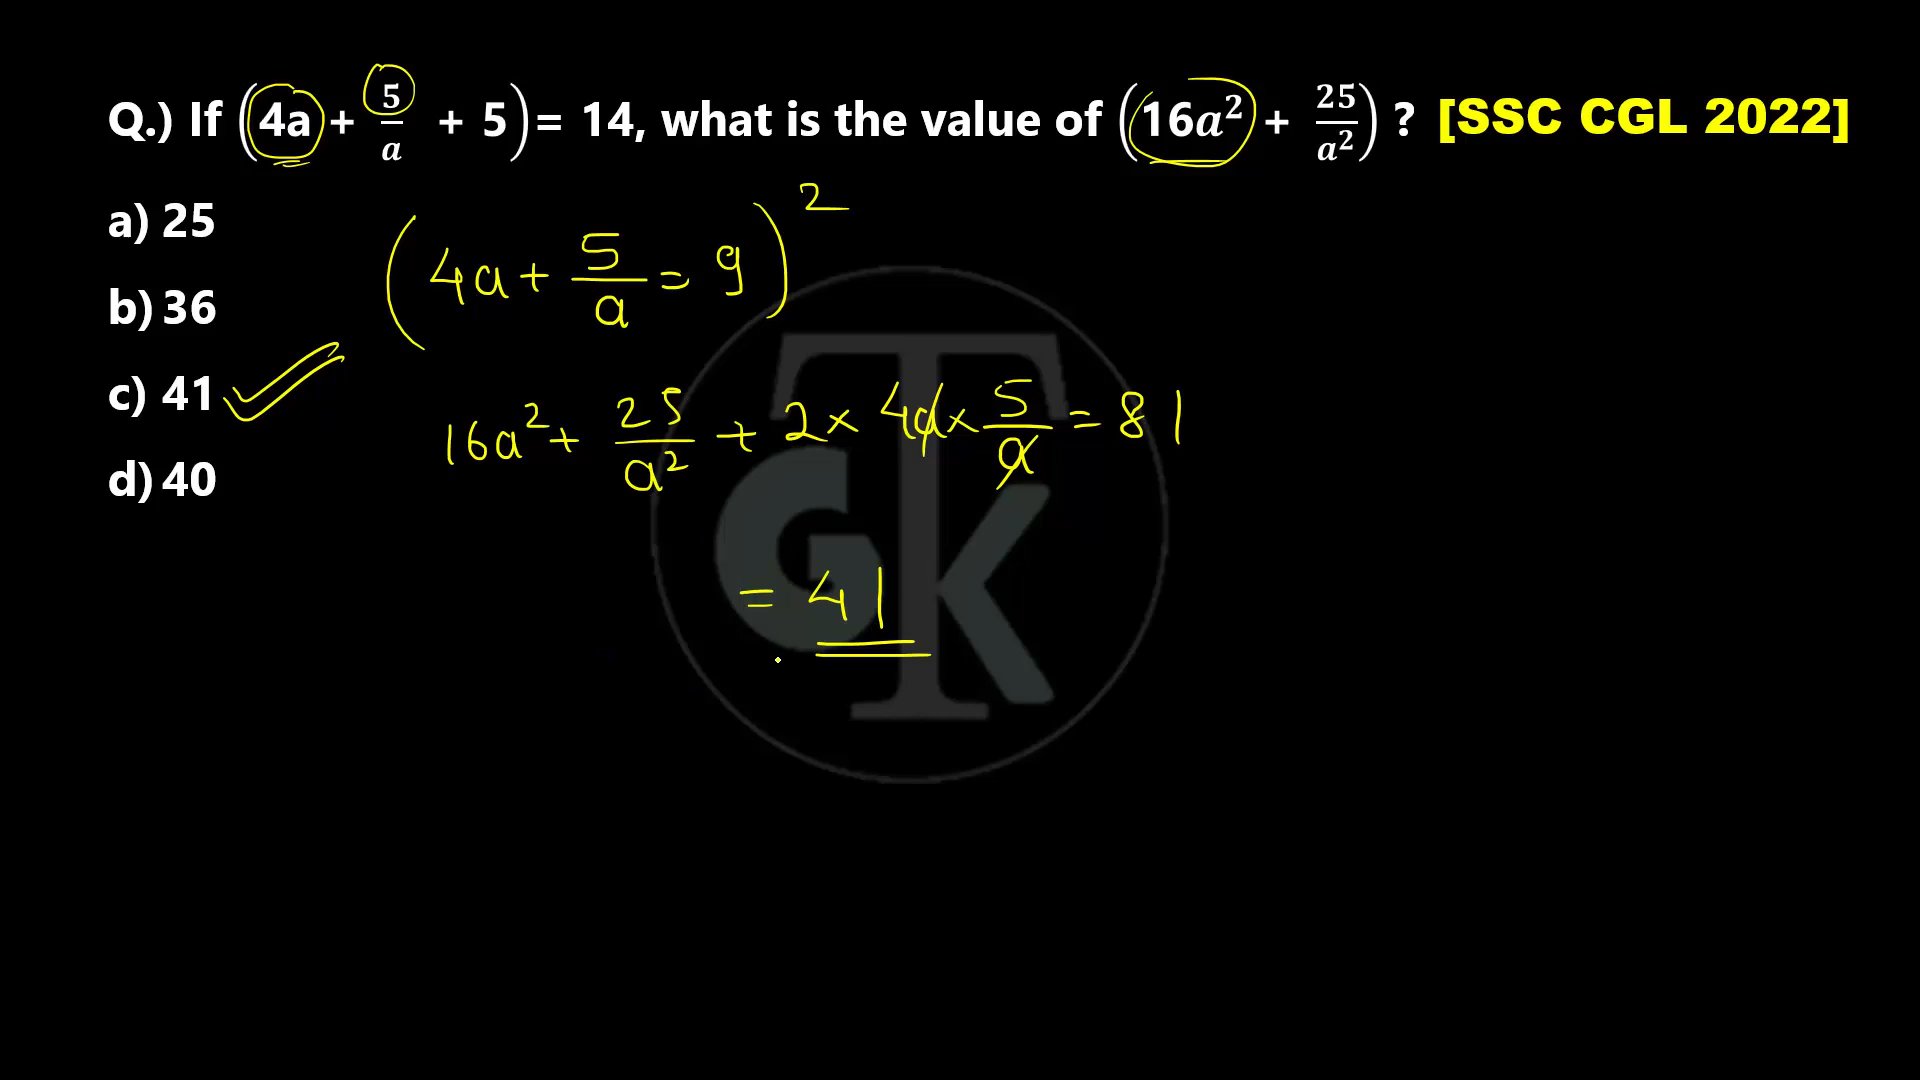 Q.) If (4a + 5/a + 5) = 14, what is the value of (16a² + 25/a²) ? [SSC CGL 2022]
a) 25
b) 36
c) 41
d) 40
(4a + 5/a = 9)²
16a² + 25/a² + 2 × 4a × 5/a = 81
= 41
GTK